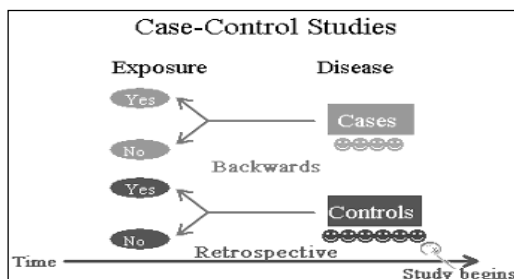 Case-Control Studies
Exposure Disease
Yes
Cases
No
Backwards
Yes
Controls
No
Retrospective
Time
Study begins